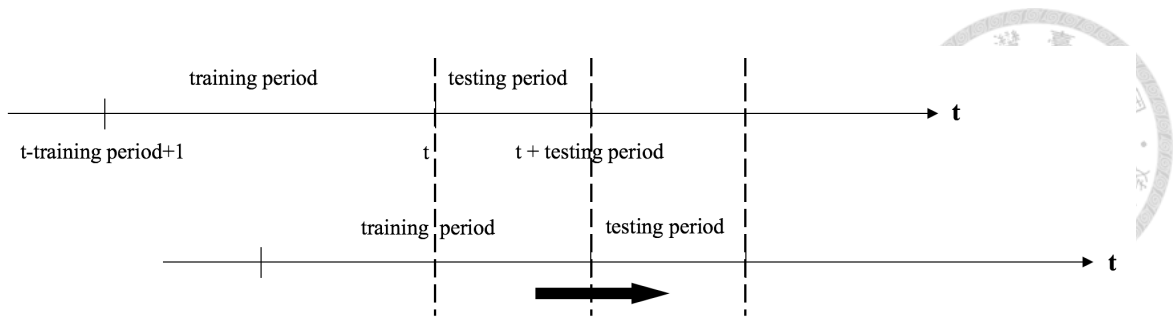 training period testing period
t
t-training period+1 t t + testing period
training period testing period
t